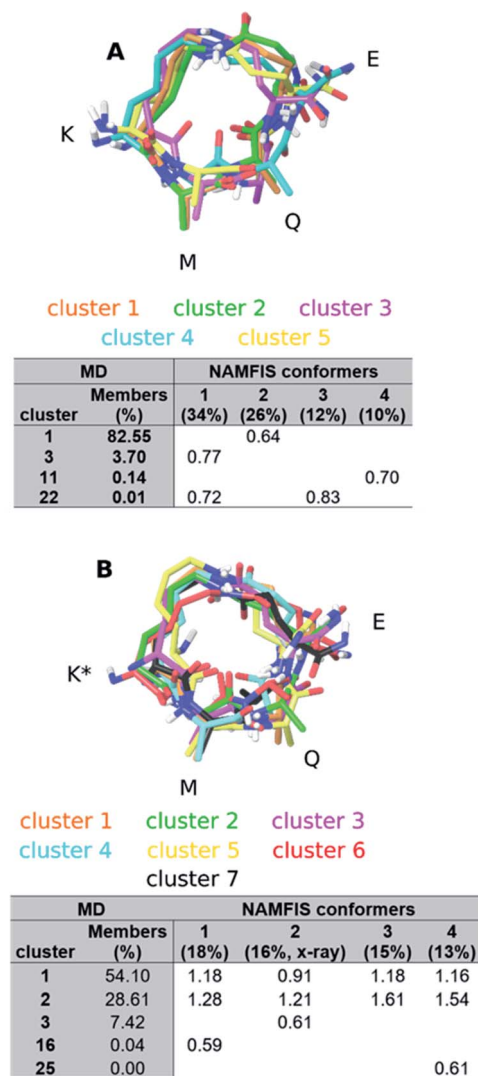 A
E
K
Q
M
cluster 1 cluster 2 cluster 3
cluster 4 cluster 5
MD NAMFIS conformers
cluster Members (%) 1 (34%) 2 (26%) 3 (12%) 4 (10%)
1 82.55 0.64
3 3.70 0.77
11 0.14 0.70
22 0.01 0.72 0.83
B
E
K*
Q
M
cluster 1 cluster 2 cluster 3
cluster 4 cluster 5 cluster 6
cluster 7
MD NAMFIS conformers
cluster Members (%) 1 (18%) 2 (16%, x-ray) 3 (15%) 4 (13%)
1 54.10 1.18 0.91 1.18 1.16
2 28.61 1.28 1.21 1.61 1.54
3 7.42 0.61
16 0.04 0.59
25 0.00 0.61